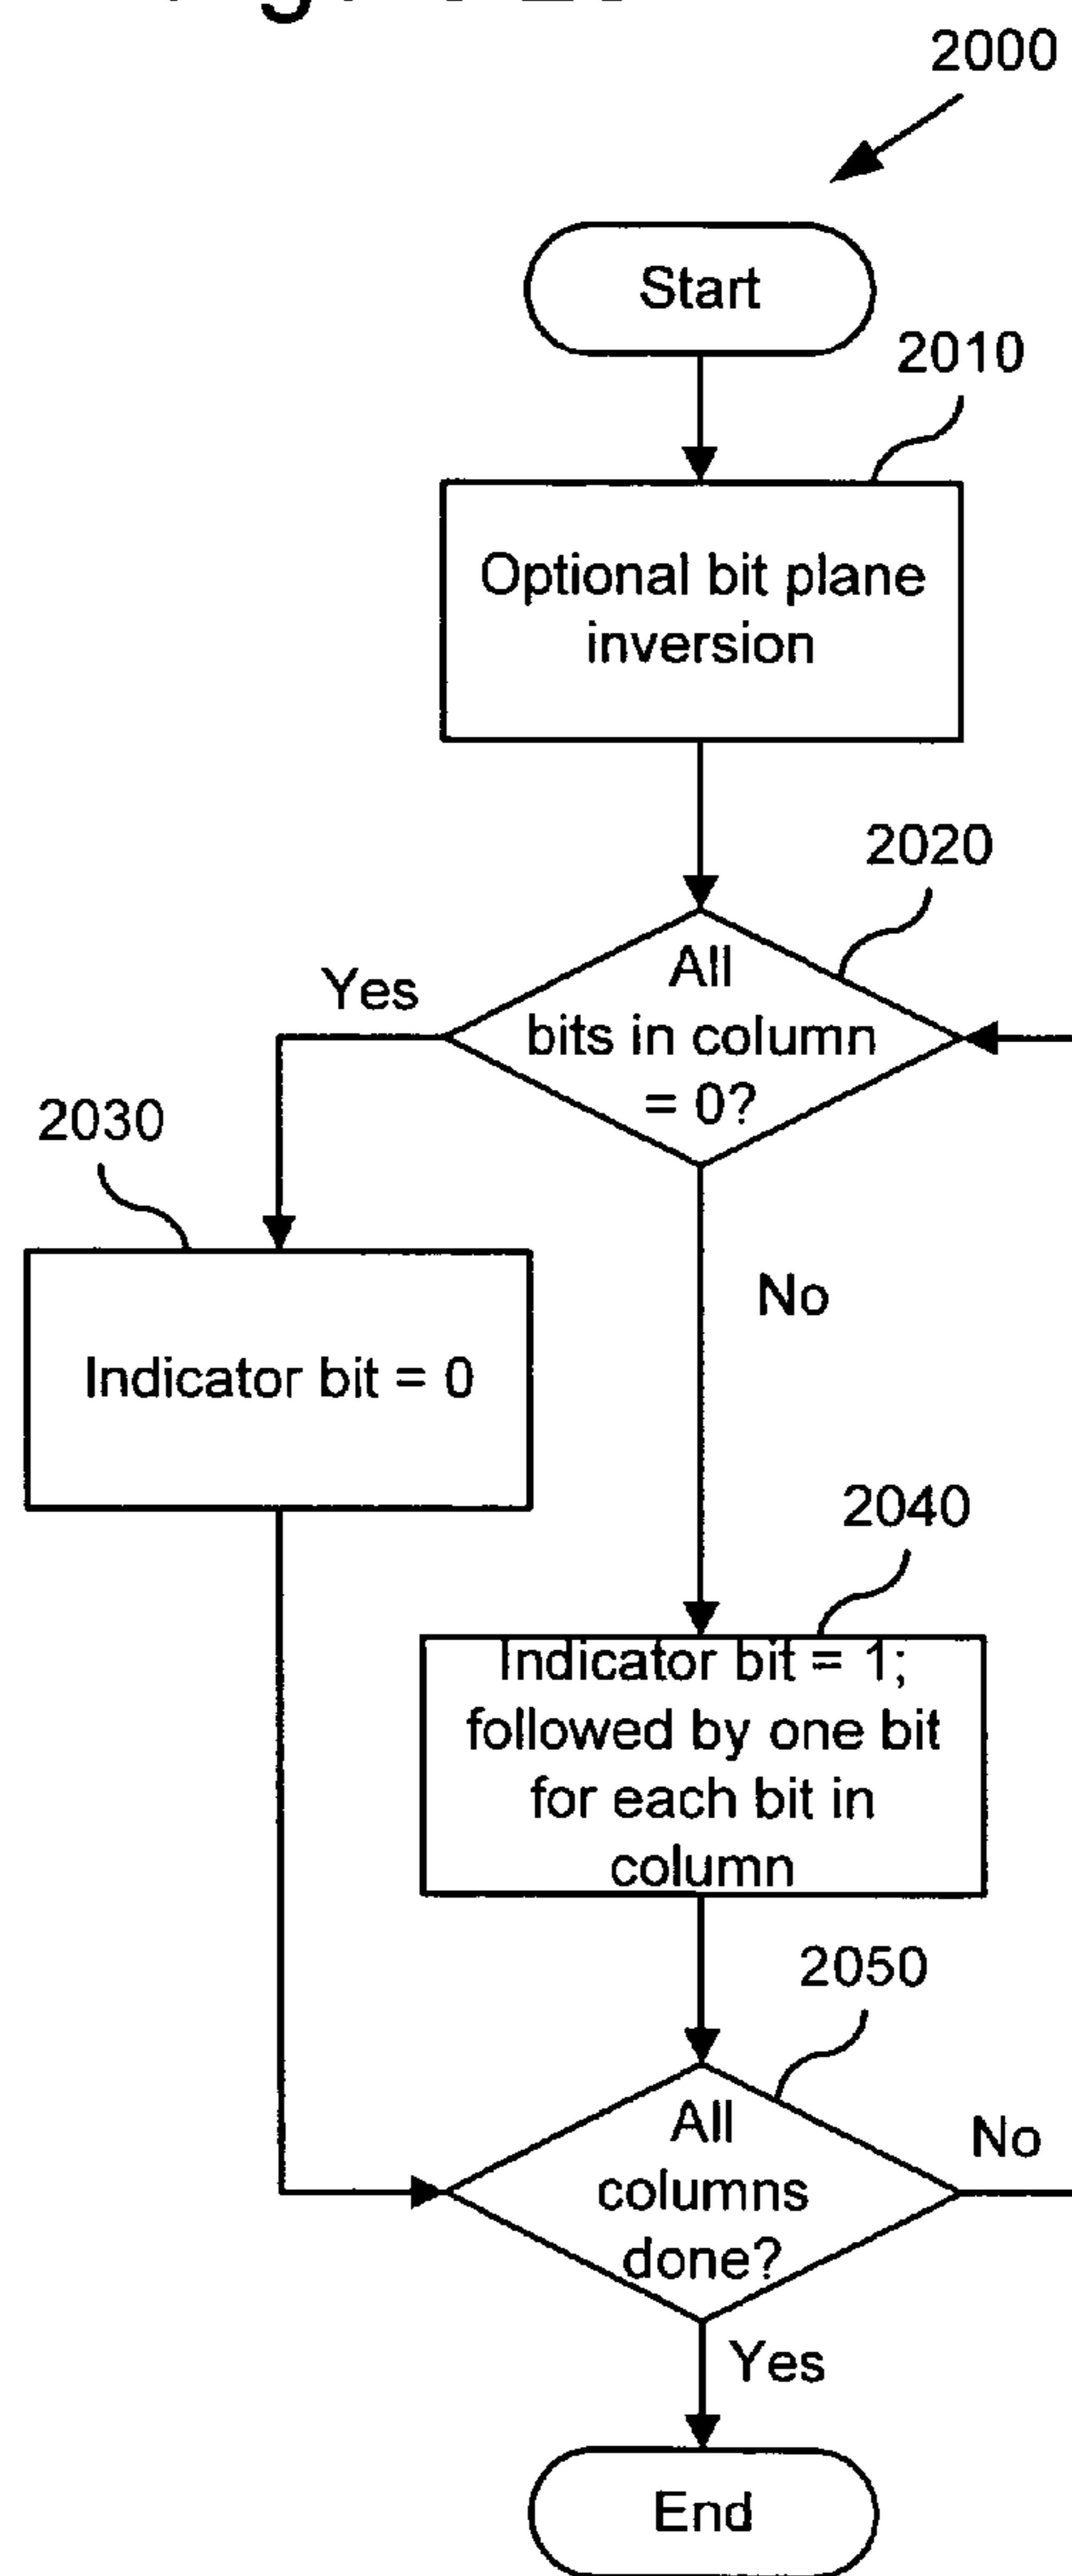 2000
Start
2010
Optional bit plane
inversion
2020
All
bits in column
= 0?
Yes
2030
No
Indicator bit = 0
2040
Indicator bit = 1;
followed by one bit
for each bit in
column
2050
All
columns
done?
No
Yes
End